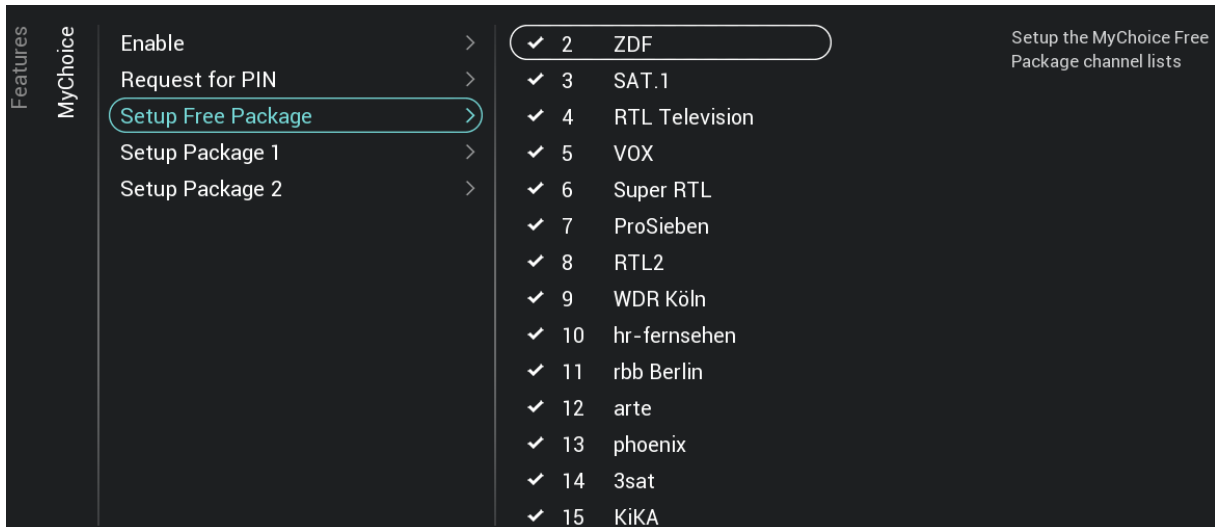 Features
MyChoice
Enable
Request for PIN
Setup Free Package
Setup Package 1
Setup Package 2
2 ZDF
3 SAT.1
4 RTL Television
5 VOX
6 Super RTL
7 ProSieben
8 RTL2
9 WDR Köln
10 hr-fernsehen
11 rbb Berlin
12 arte
13 phoenix
14 3sat
15 KiKA
Setup the MyChoice Free
Package channel lists